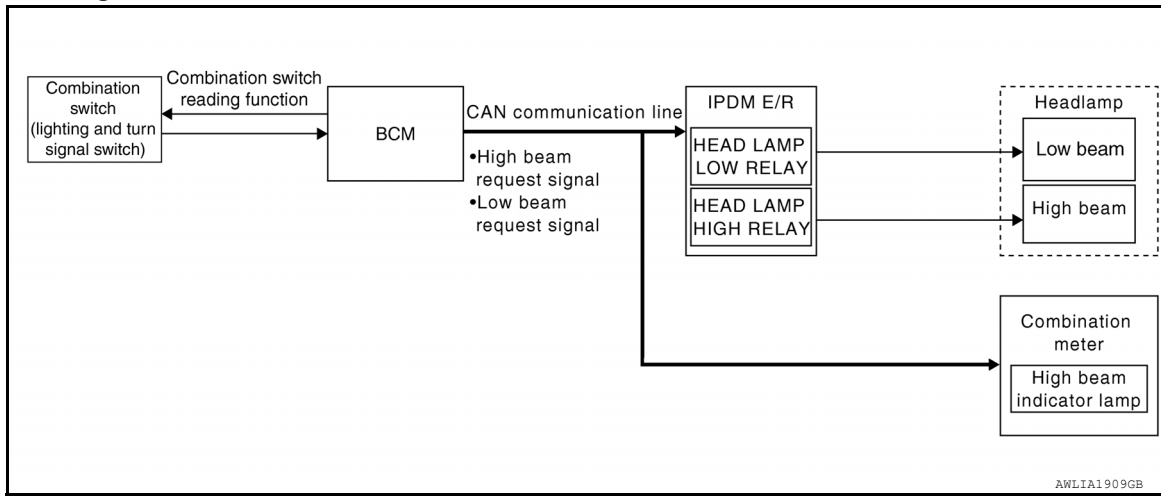 Combination
switch
(lighting and turn
signal switch)
Combination switch
reading function
BCM
CAN communication line
•High beam
request signal
•Low beam
request signal
IPDM E/R
HEAD LAMP
LOW RELAY
HEAD LAMP
HIGH RELAY
Headlamp
Low beam
High beam
Combination
meter
High beam
indicator lamp
AWLIA1909GB